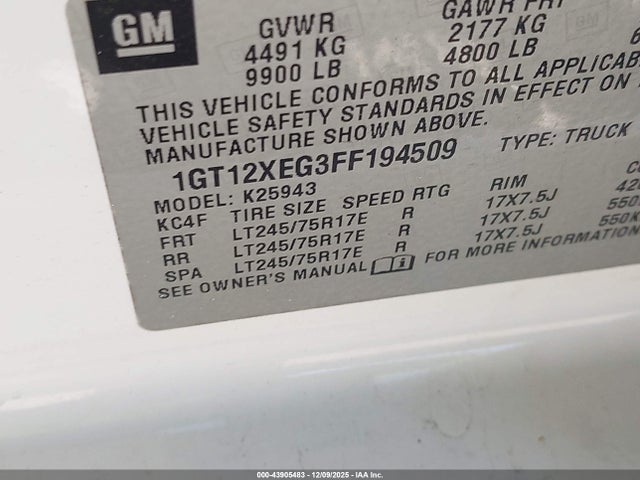 GM
GVWR
GAWR FRT
4491 KG
2177 KG
9900 LB
4800 LB
THIS VEHICLE CONFORMS TO ALL APPLICABLE
VEHICLE SAFETY STANDARDS IN EFFECT ON
MANUFACTURE SHOWN ABOVE.
1GT12XEG3FF194509 TYPE: TRUCK
MODEL: K25943
KC4F TIRE SIZE SPEED RTG RIM
FRT LT245/75R17E R 17X7.5J
RR LT245/75R17E R 17X7.5J 550K
SPA LT245/75R17E R 17X7.5J 550K
SEE OWNER'S MANUAL FOR MORE INFORMATION
000-43905483 - 12/09/2025 - IAA Inc.